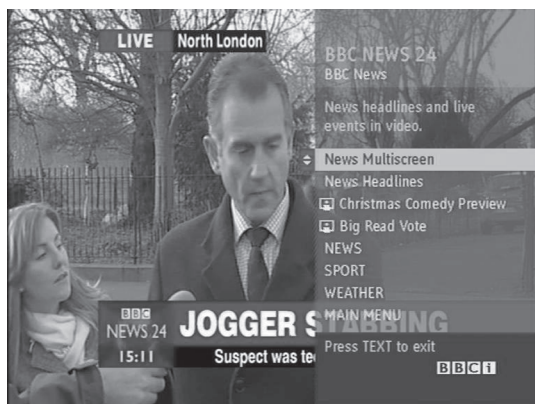 LIVE North London
BBC NEWS 24
BBC News
News headlines and live
events in video.
News Multiscreen
News Headlines
Christmas Comedy Preview
Big Read Vote
NEWS
SPORT
WEATHER
MAIN MENU
Press TEXT to exit
BBCi
BBC
NEWS 24
15:11
JOGGER STABBING
Suspect was